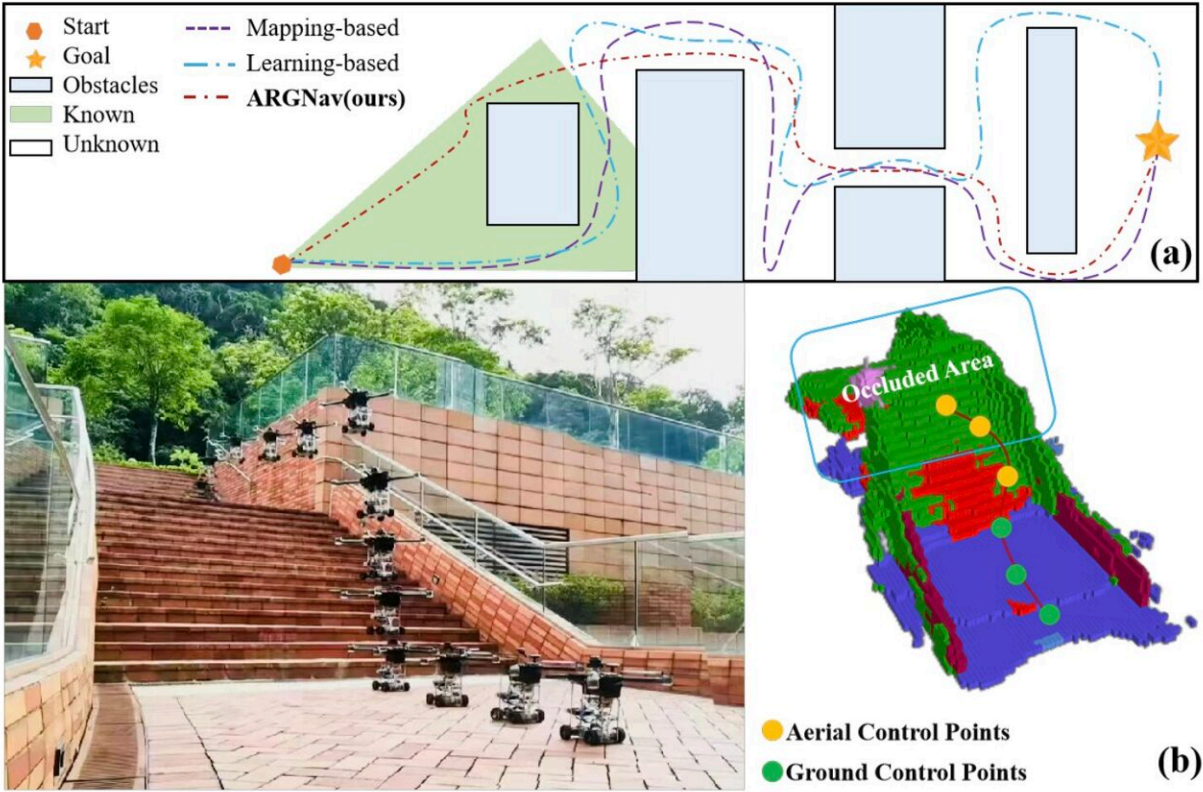 Start
Goal
Obstacles
Known
Unknown
Mapping-based
Learning-based
ARGNav(ours)
(a)
Occluded Area
Aerial Control Points
Ground Control Points
(b)